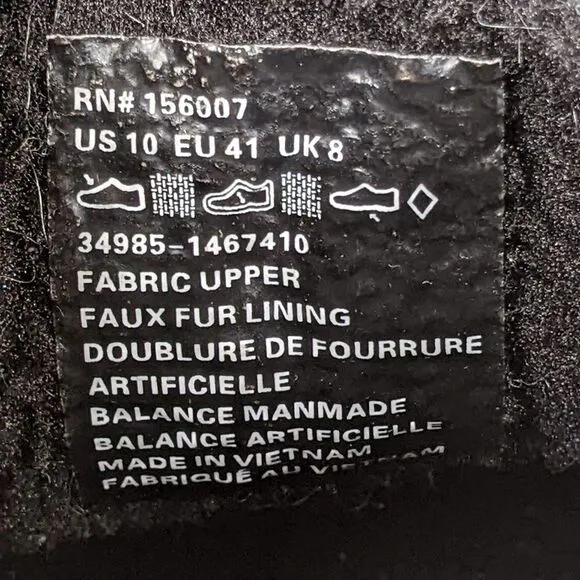 RN# 156007
US 10 EU 41 UK 8
34985-1467410
FABRIC UPPER
FAUX FUR LINING
DOUBLURE DE FOURRURE
ARTIFICIELLE
BALANCE MANMADE
BALANCE ARTIFICIELLE
MADE IN VIETNAM
FABRIQUÉ AU VIETNAM